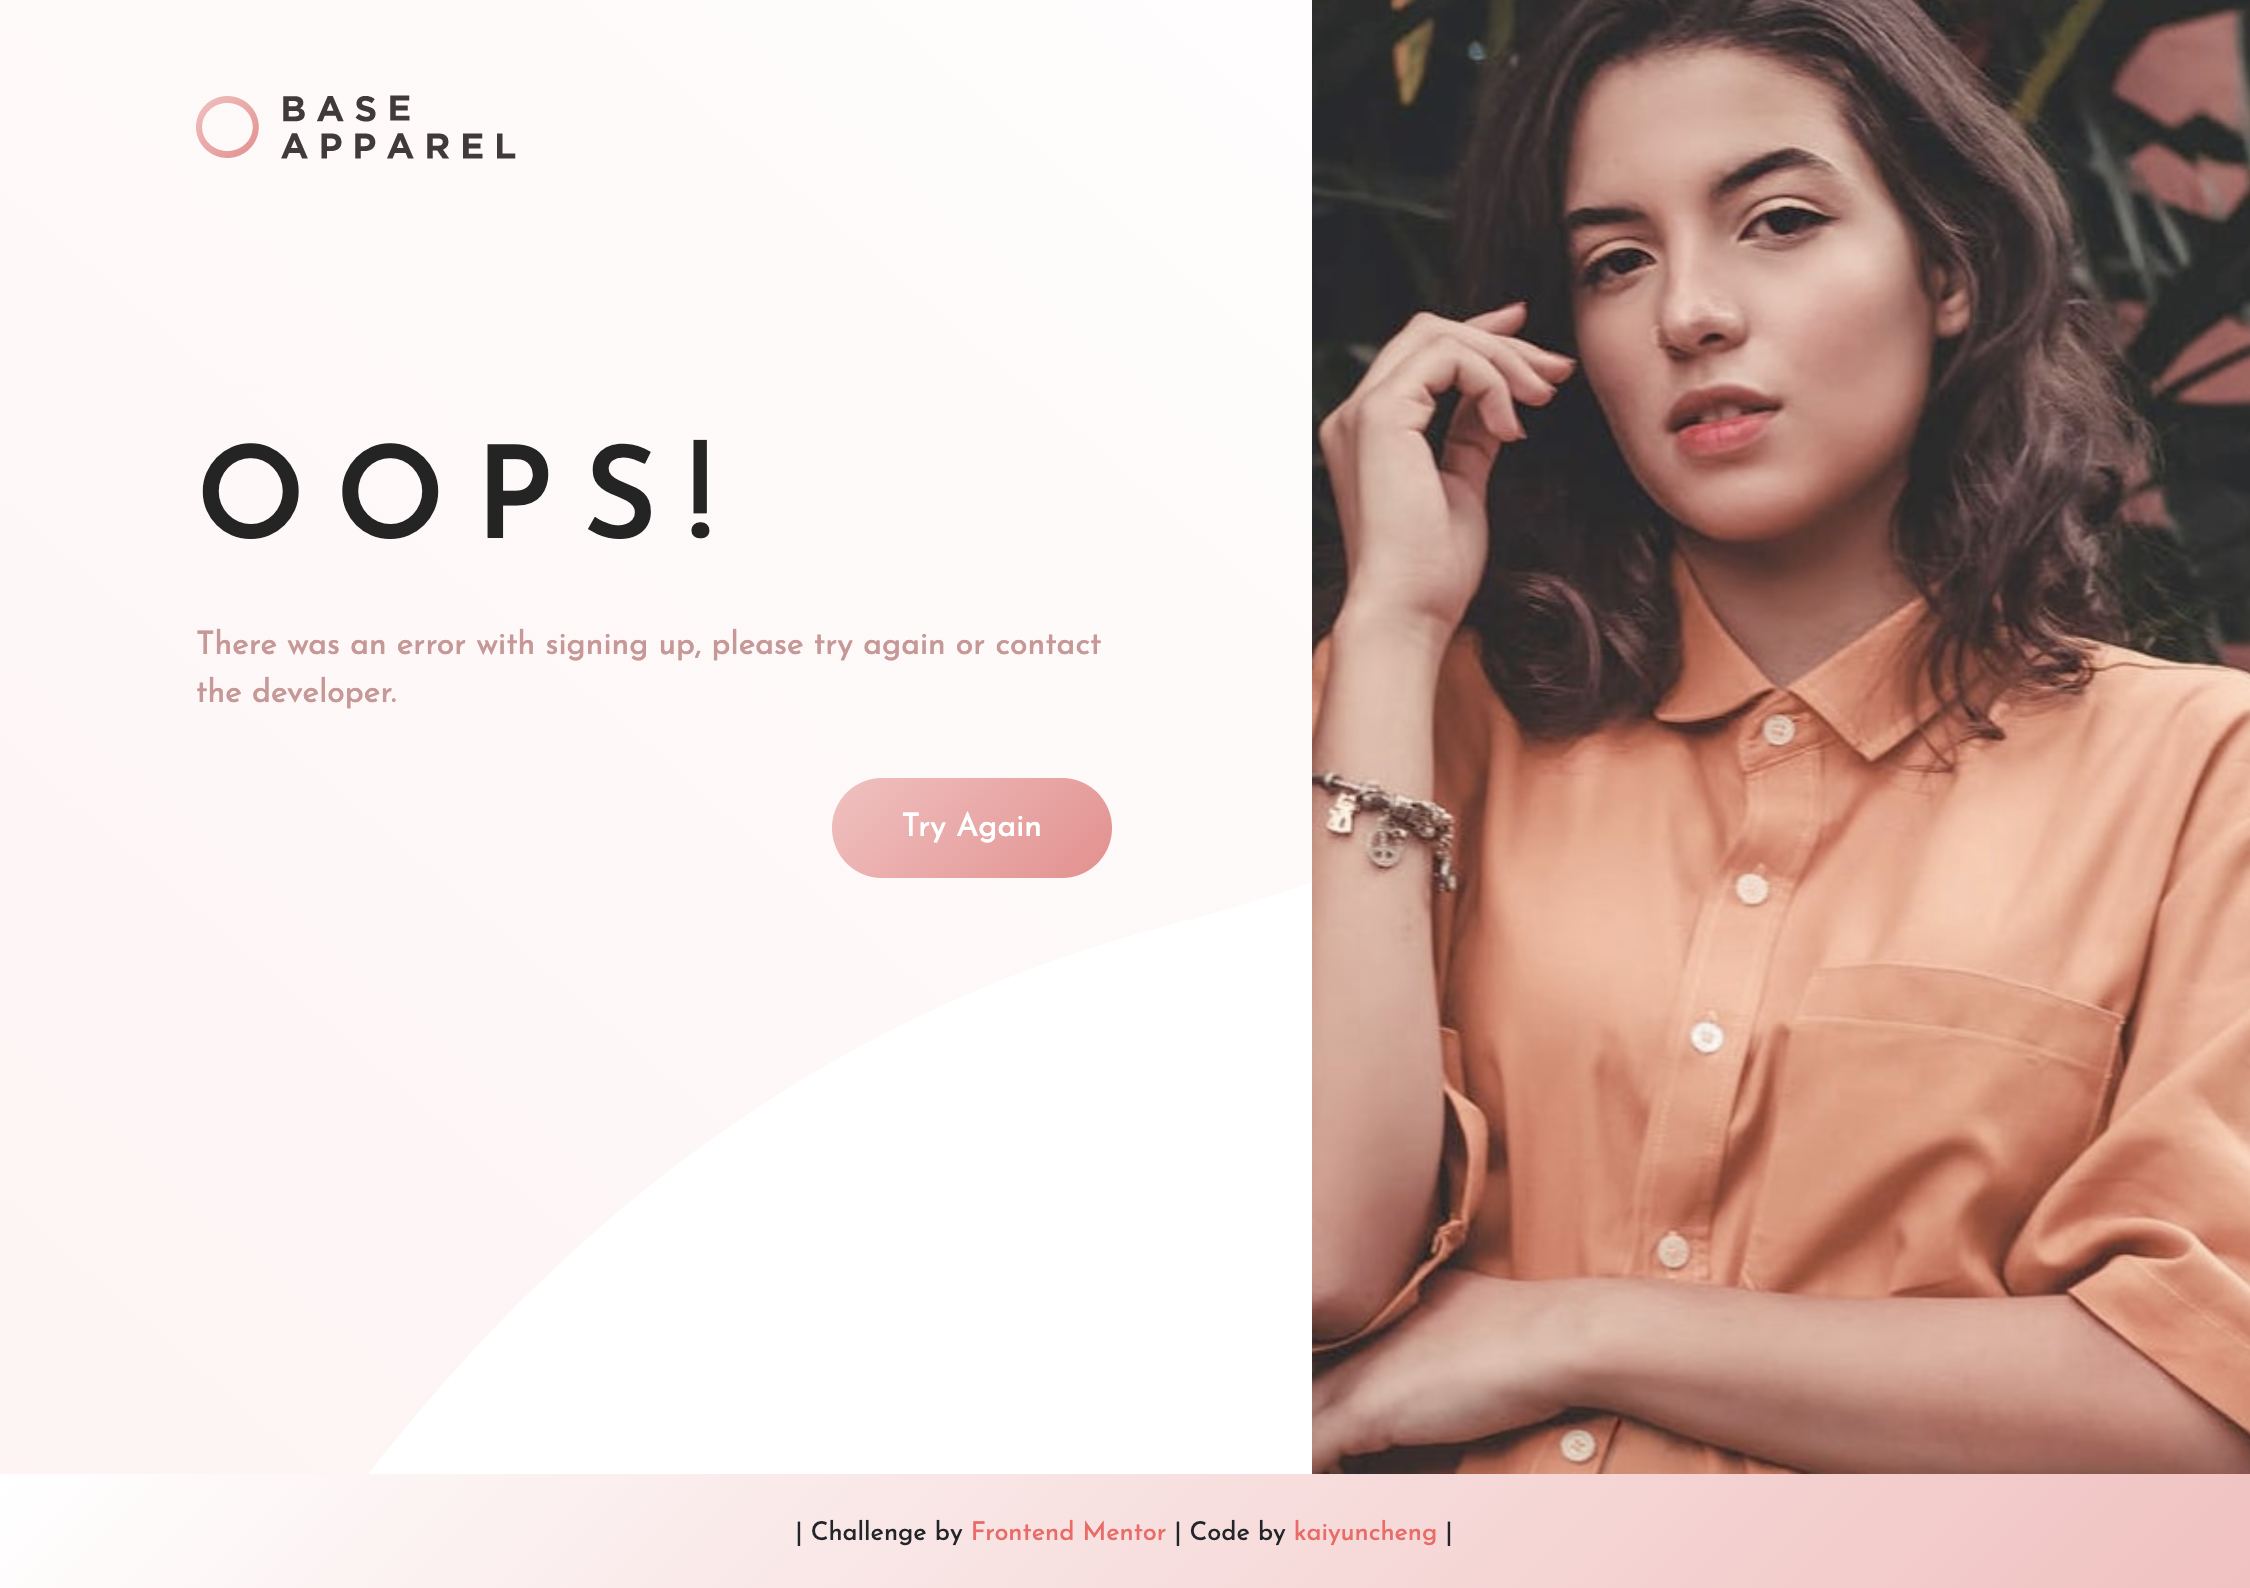 BASE
APPAREL
OOPS!
There was an error with signing up, please try again or contact
the developer.
Try Again
| Challenge by Frontend Mentor | Code by kaiyuncheng |